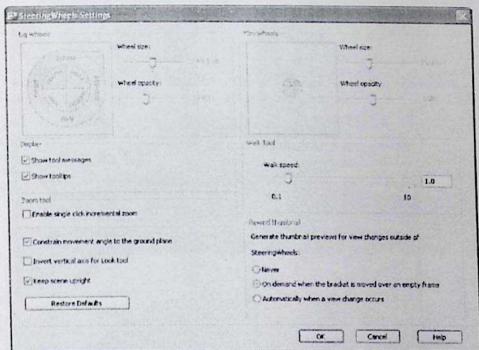 SteeringWheels Settings
Big wheels
Wheel size:
Wheel opacity:
Mini wheels
Wheel size:
Wheel opacity
Display
Show tool messages
Show tooltips
Walk Tool
Walk speed:
1.0
0.1 10
Zoom tool
Enable single click incremental zoom
Constrain movement angle to the ground plane
Invert vertical axis for Look tool
Keep scene upright
Restore Defaults
Rewind thumbnail
Generate thumbnail previews for view changes outside of
SteeringWheels:
Never
On demand when the bracket is moved over an empty frame
Automatically when a view change occurs
OK Cancel Help